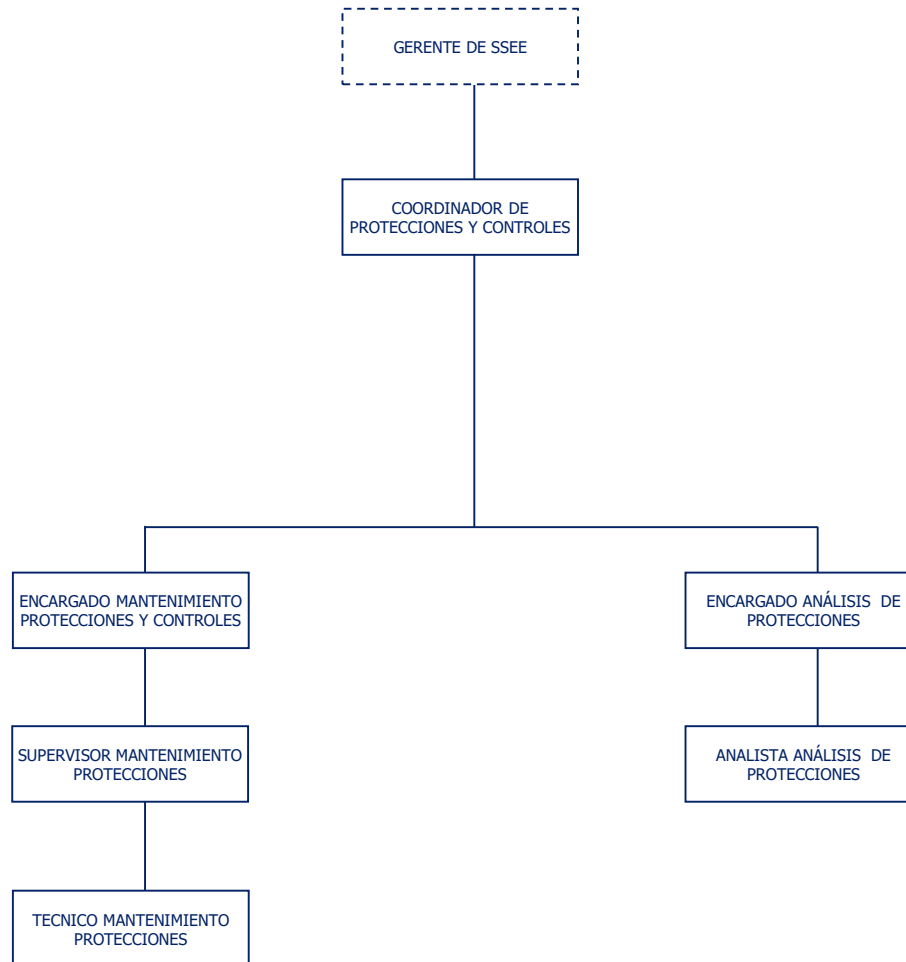 GERENTE DE SSEE
COORDINADOR DE
PROTECCIONES Y CONTROLES
ENCARGADO MANTENIMIENTO
PROTECCIONES Y CONTROLES
ENCARGADO ANÁLISIS  DE
PROTECCIONES
SUPERVISOR MANTENIMIENTO
PROTECCIONES
ANALISTA ANÁLISIS  DE
PROTECCIONES
TECNICO MANTENIMIENTO
PROTECCIONES